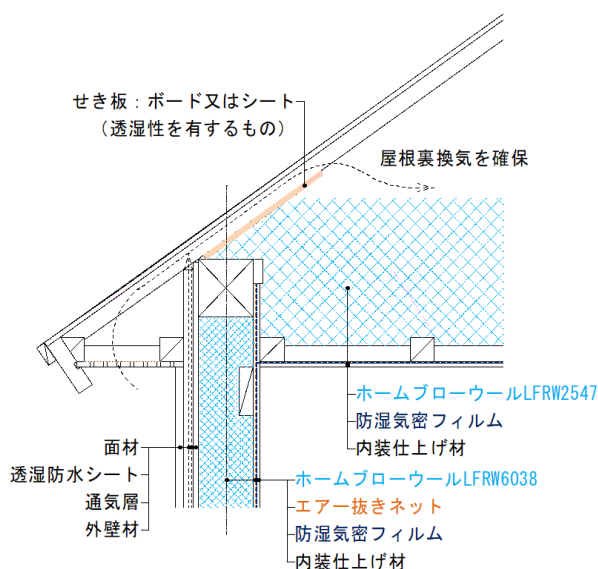 せき板：ボード又はシート
（透湿性を有するもの）
屋根裏換気を確保
ホームブローウールLFRW2547
防湿気密フィルム
内装仕上げ材
面材
透湿防水シート
通気層
外壁材
ホームブローウールLFRW6038
エアー抜きネット
防湿気密フィルム
内装仕上げ材